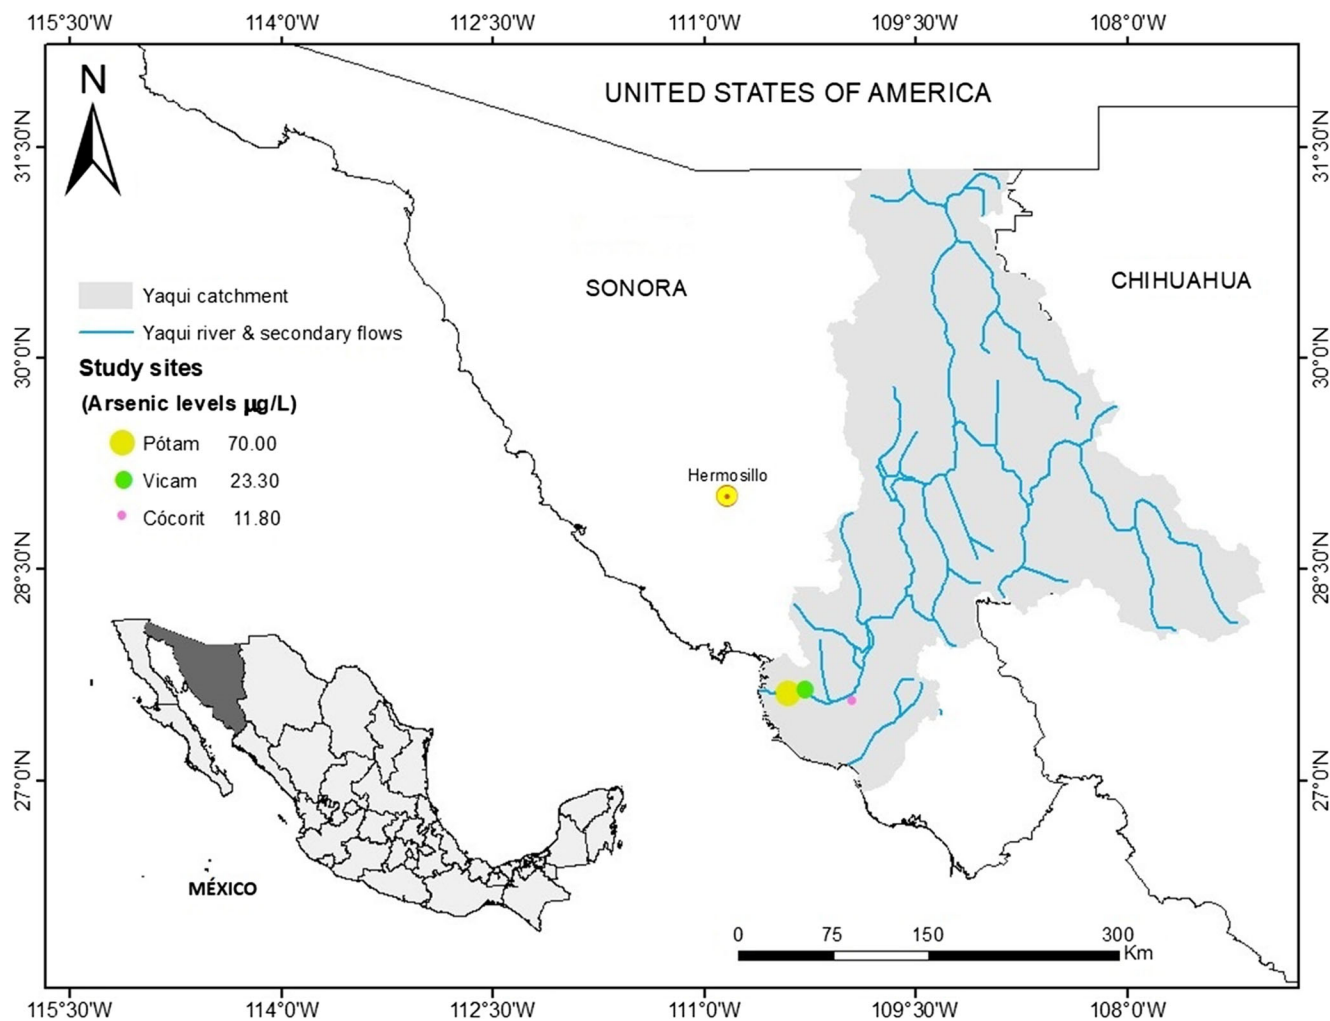 115°30'W 114°0'W 112°30'W 111°0'W 109°30'W 108°0'W
N
UNITED STATES OF AMERICA
31°30'N 31°30'N
SONORA
CHIHUAHUA
Yaqui catchment
Yaqui river & secondary flows
30°0'N 30°0'N
Study sites
(Arsenic levels µg/L)
Pótam 70.00
Vicam 23.30
Cócorit 11.80
Hermosillo
28°30'N 28°30'N
27°0'N 27°0'N
MÉXICO
0 75 150 300
Km
115°30'W 114°0'W 112°30'W 111°0'W 109°30'W 108°0'W